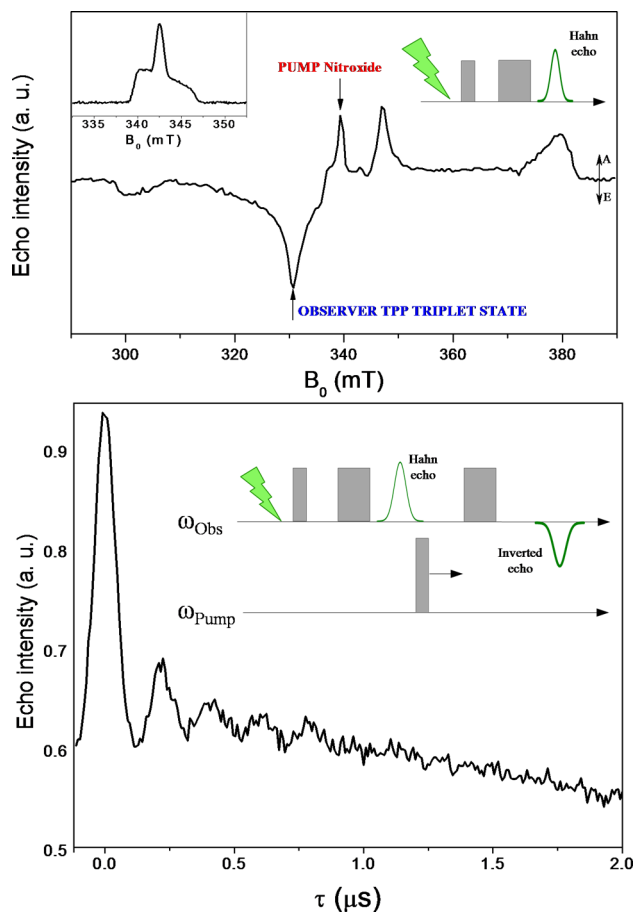 PUMP Nitroxide
Hahn
echo
335 340 345 350
B0 (mT)
A
E
Echo intensity (a. u.)
OBSERVER TPP TRIPLET STATE
300 320 340 360 380
B0 (mT)
0.9
0.8
0.7
0.6
0.5
Echo intensity (a. u.)
Hahn
echo
ωObs
Inverted
echo
ωPump
0.0 0.5 1.0 1.5 2.0
τ (μs)